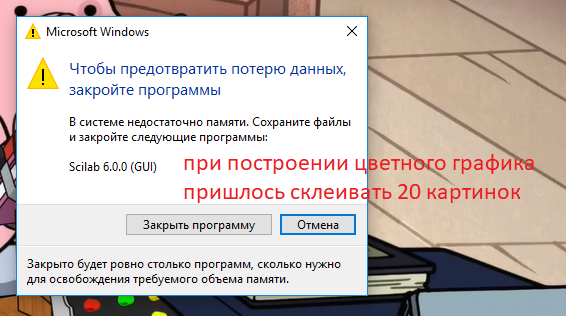 Microsoft Windows
Чтобы предотвратить потерю данных,
закройте программы
В системе недостаточно памяти. Сохраните файлы
и закройте следующие программы:
Scilab 6.0.0 (GUI)
при построении цветного графика
пришлось склеивать 20 картинок
Закрыть программу
Отмена
Закрыто будет ровно столько программ, сколько нужно
для освобождения требуемого объема памяти.